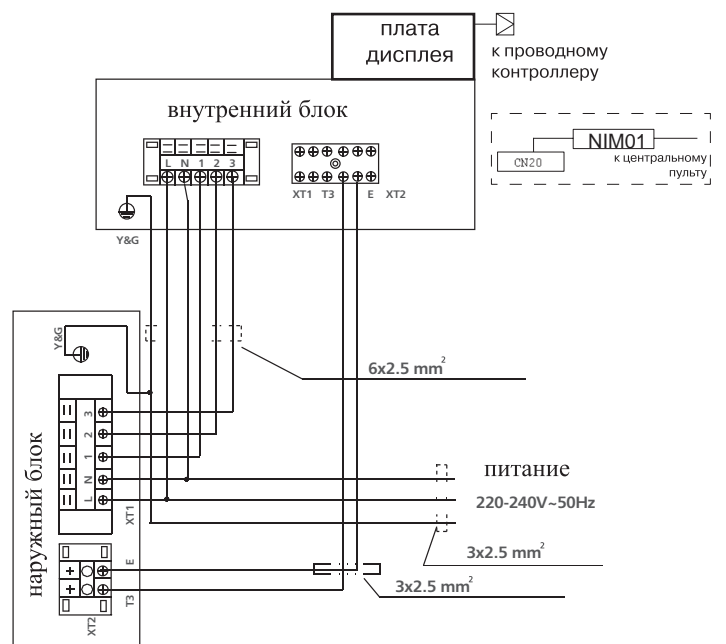 плата
дисплея
к проводному
контроллеру
внутренний блок
NIM01
CN20
к центральному
пульту
L N 1 2 3
XT1 T3 E XT2
Y&G
Y&G
6x2.5 mm²
3
2
1
N
L
XT1
наружный блок
питание
220-240V~50Hz
3x2.5 mm²
E
T3
XT2
3x2.5 mm²